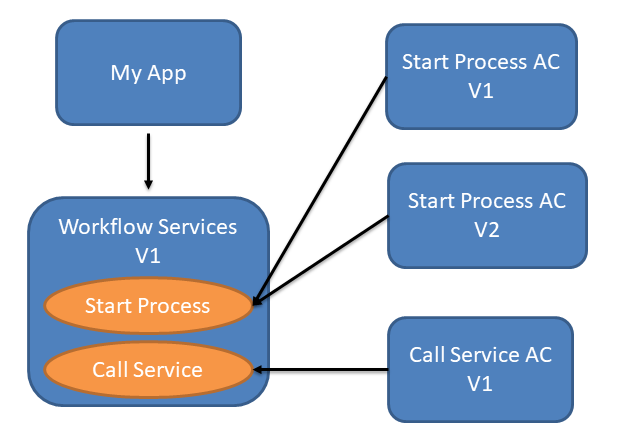 My App
Workflow Services
V1
Start Process
Call Service
Start Process AC
V1
Start Process AC
V2
Call Service AC
V1